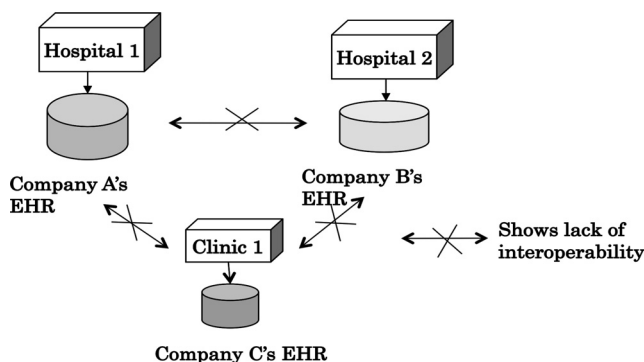 Hospital 1
Hospital 2
Company A's
EHR
Company B's
EHR
Clinic 1
Shows lack of
interoperability
Company C's EHR